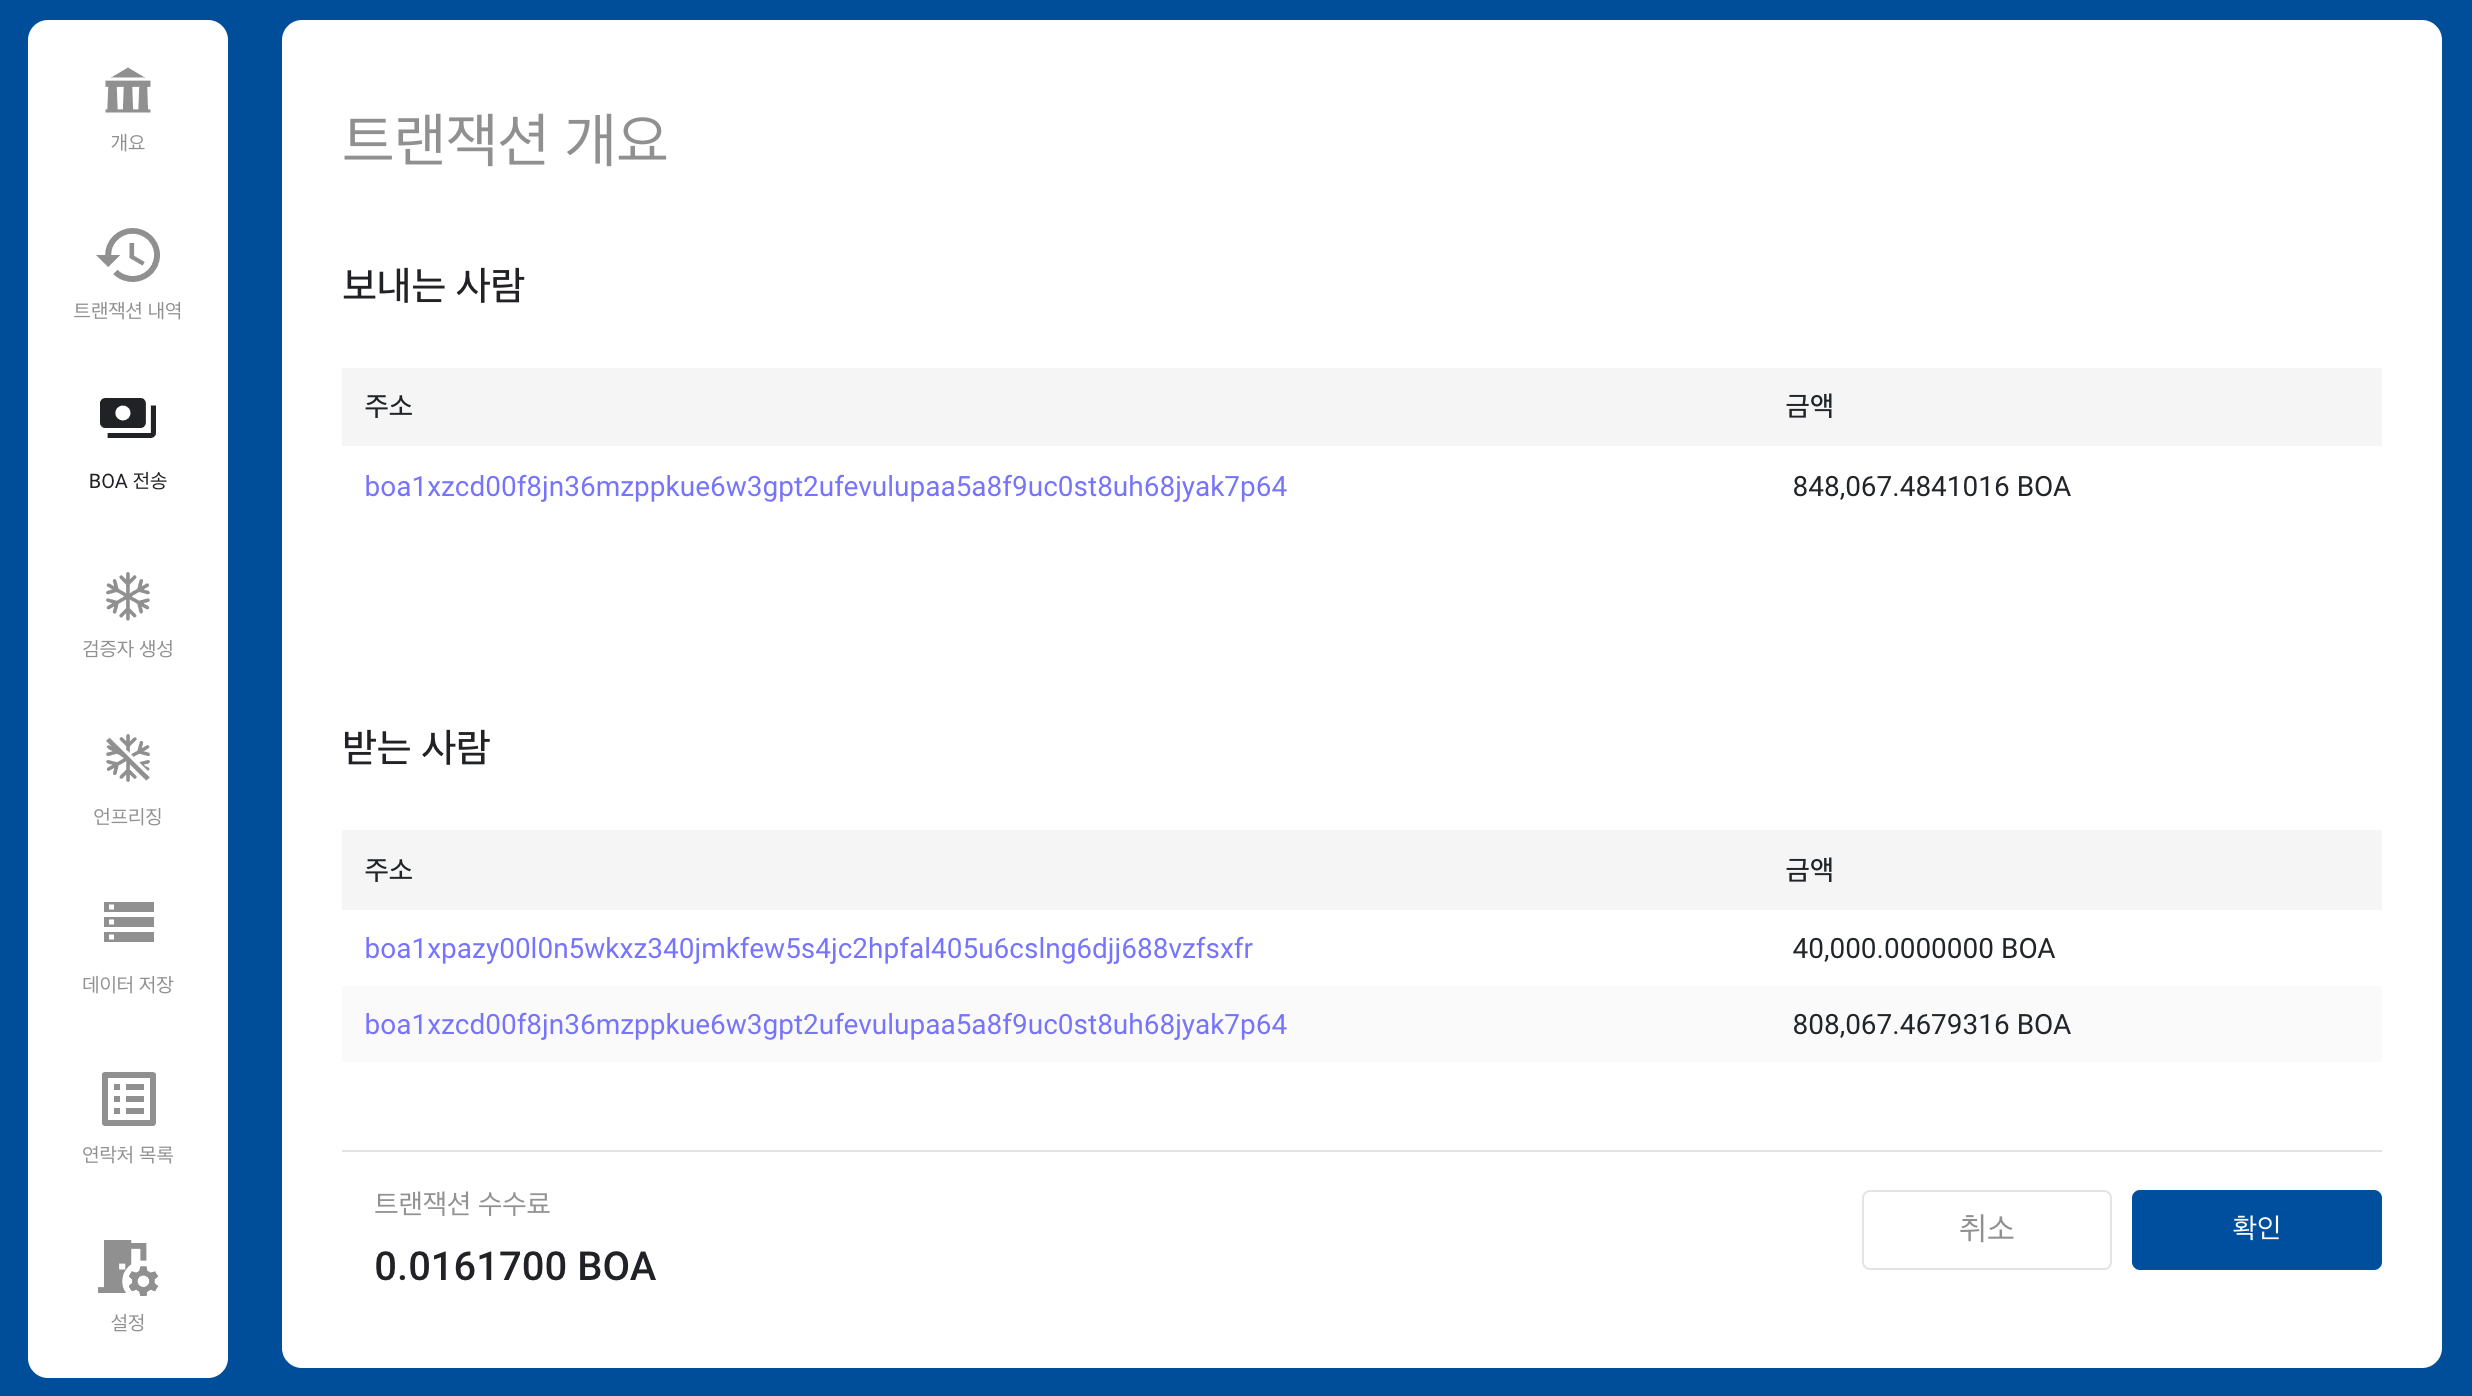 개요
트랜잭션 내역
BOA 전송
검증자 생성
언프리징
데이터 저장
연락처 목록
설정
트랜잭션 개요
보내는 사람
주소 금액
boa1xzcd00f8jn36mzppkue6w3gpt2ufevulupaa5a8f9uc0st8uh68jyak7p64 848,067.4841016 BOA
받는 사람
주소 금액
boa1xpazy00l0n5wkxz340jmkfew5s4jc2hpfal405u6cslng6djj688vzfsxfr 40,000.0000000 BOA
boa1xzcd00f8jn36mzppkue6w3gpt2ufevulupaa5a8f9uc0st8uh68jyak7p64 808,067.4679316 BOA
트랜잭션 수수료
0.0161700 BOA
취소 확인